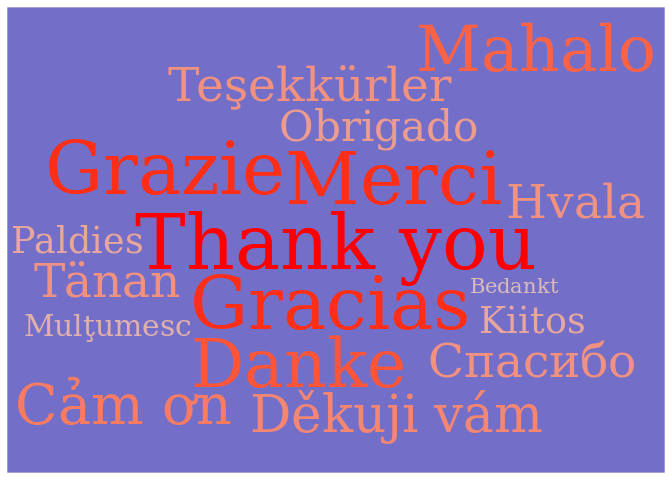 Mahalo
Teşekkürler
Obrigado
Grazie Merci
Hvala
Paldies Thank you
Tänan Gracias Bedankt
Mulţumesc Kiitos
Danke Спасибо
Cảm ơn Děkuji vám